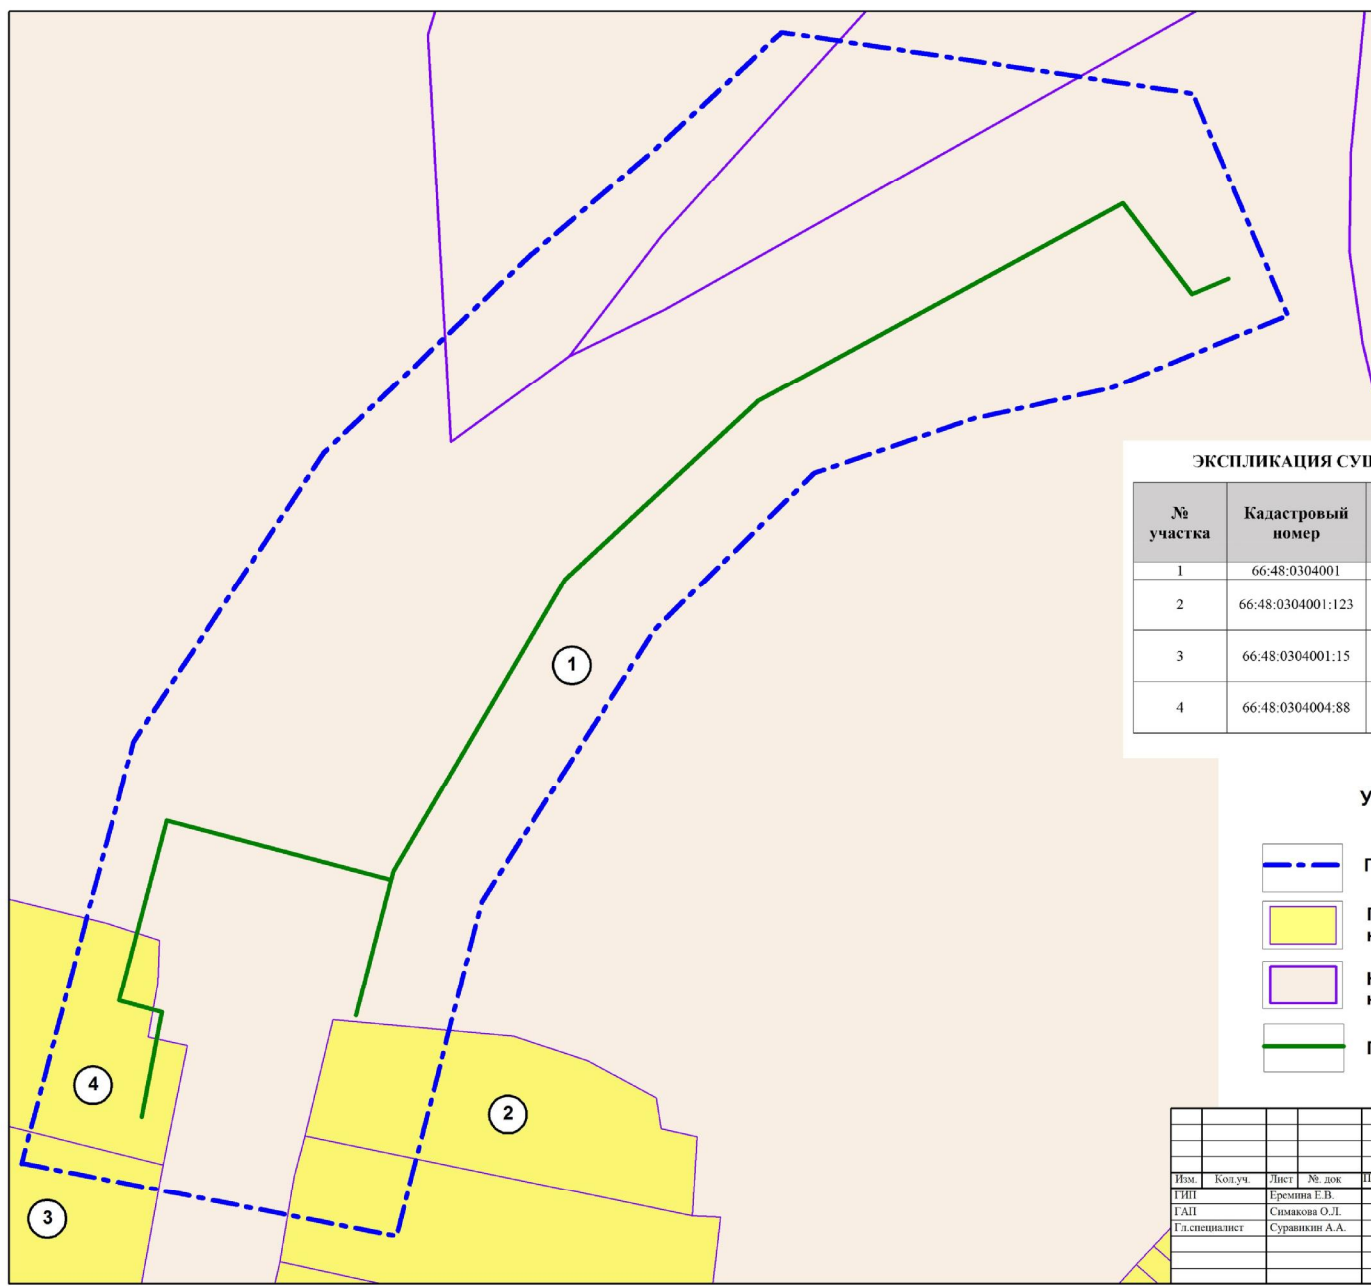 1
4
2
3
ЭКСПЛИКАЦИЯ СУЩ
№ участка
Кадастровый номер
1 66:48:0304001
2 66:48:0304001:123
3 66:48:0304001:15
4 66:48:0304004:88
У
Изм. Кол.уч. Лист № док П
ГИП Еремина Е.В.
ГАП Симакова О.Л.
Гл.специалист Суравикин А.А.